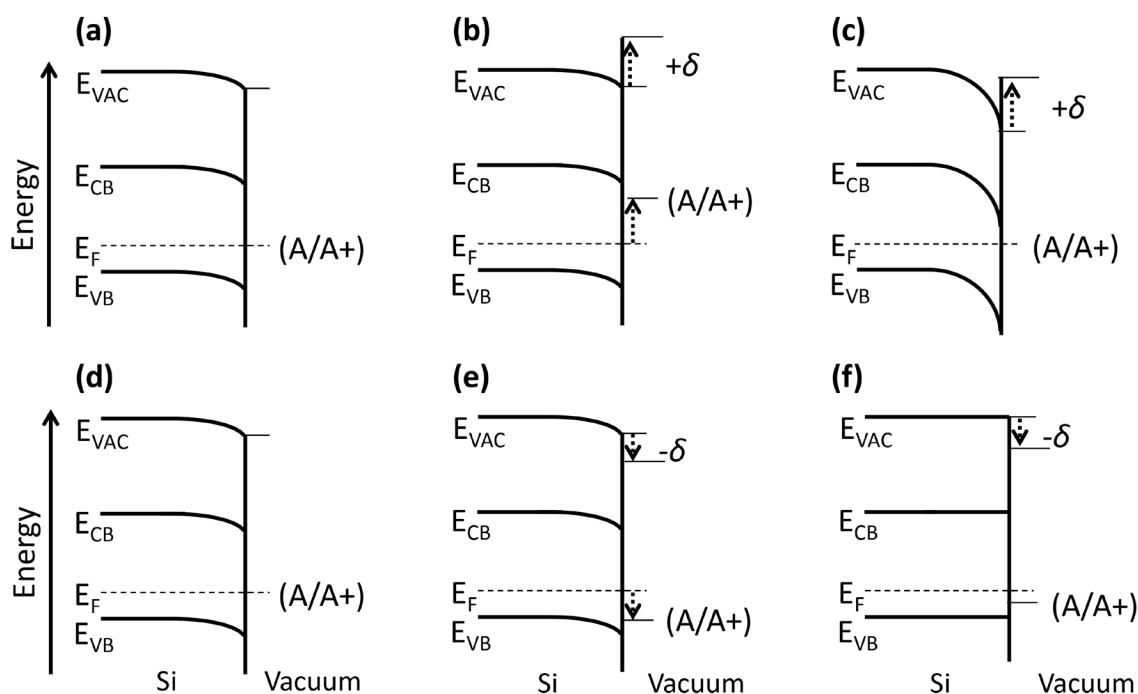 (a)
(b)
(c)
Energy
E_VAC
E_CB
E_F
E_VB
(A/A+)
E_VAC
E_CB
E_F
E_VB
+δ
(A/A+)
E_VAC
E_CB
E_F
E_VB
+δ
(A/A+)
(d)
(e)
(f)
Energy
E_VAC
E_CB
E_F
E_VB
(A/A+)
Si Vacuum
E_VAC
E_CB
E_F
E_VB
-δ
(A/A+)
Si Vacuum
E_VAC
E_CB
E_F
E_VB
-δ
(A/A+)
Si Vacuum